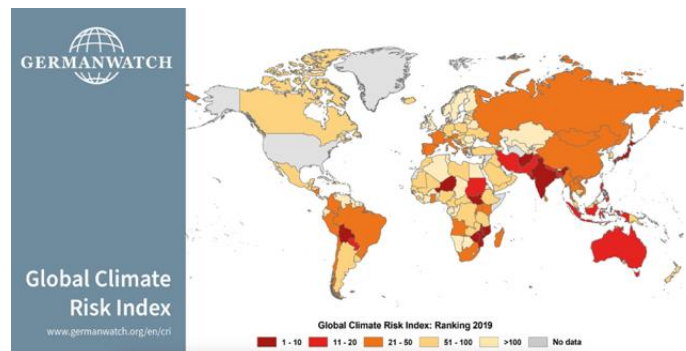 GERMANWATCH
Global Climate
Risk Index
www.germanwatch.org/en/cri
Global Climate Risk Index: Ranking 2019
1 - 10 11 - 20 21 - 50 51 - 100 >100 No data